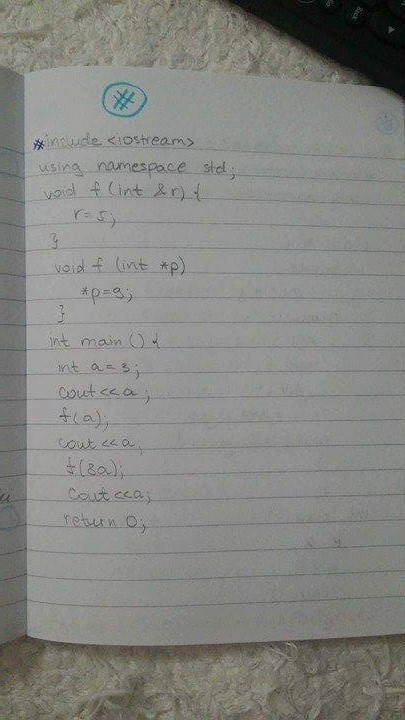 #
#include <iostream>
using namespace std;
void f (int &r) {
r=5;
}
void f (int *p)
*p=9;
}
int main () {
int a=3;
cout<<a;
f(a);
cout<<a;
f(&a);
cout<<a;
return 0;